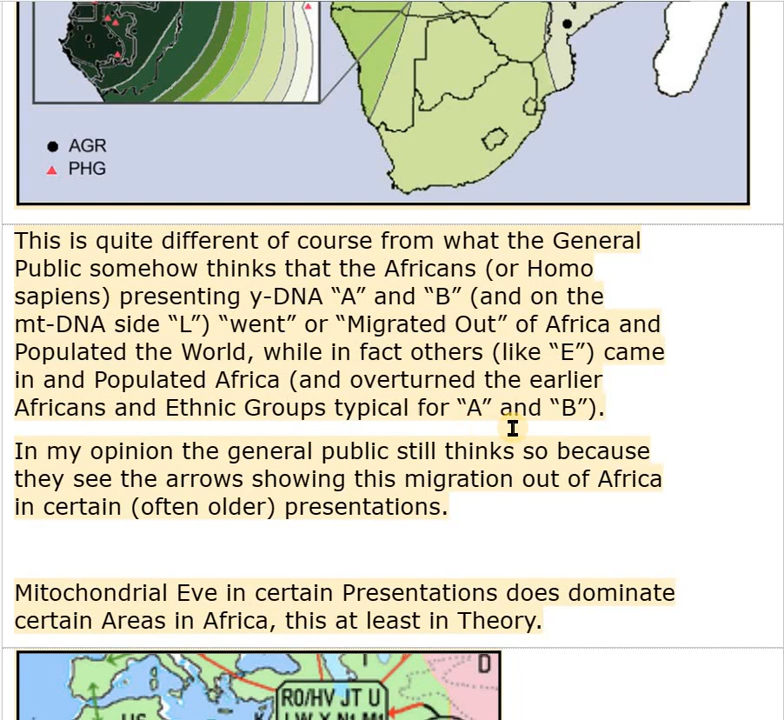 AGR
PHG
This is quite different of course from what the General
Public somehow thinks that the Africans (or Homo
sapiens) presenting y-DNA “A” and “B” (and on the
mt-DNA side “L”) “went” or “Migrated Out” of Africa and
Populated the World, while in fact others (like “E”) came
in and Populated Africa (and overturned the earlier
Africans and Ethnic Groups typical for “A” and “B”).
In my opinion the general public still thinks so because
they see the arrows showing this migration out of Africa
in certain (often older) presentations.
Mitochondrial Eve in certain Presentations does dominate
certain Areas in Africa, this at least in Theory.
D
R0/HV JT U